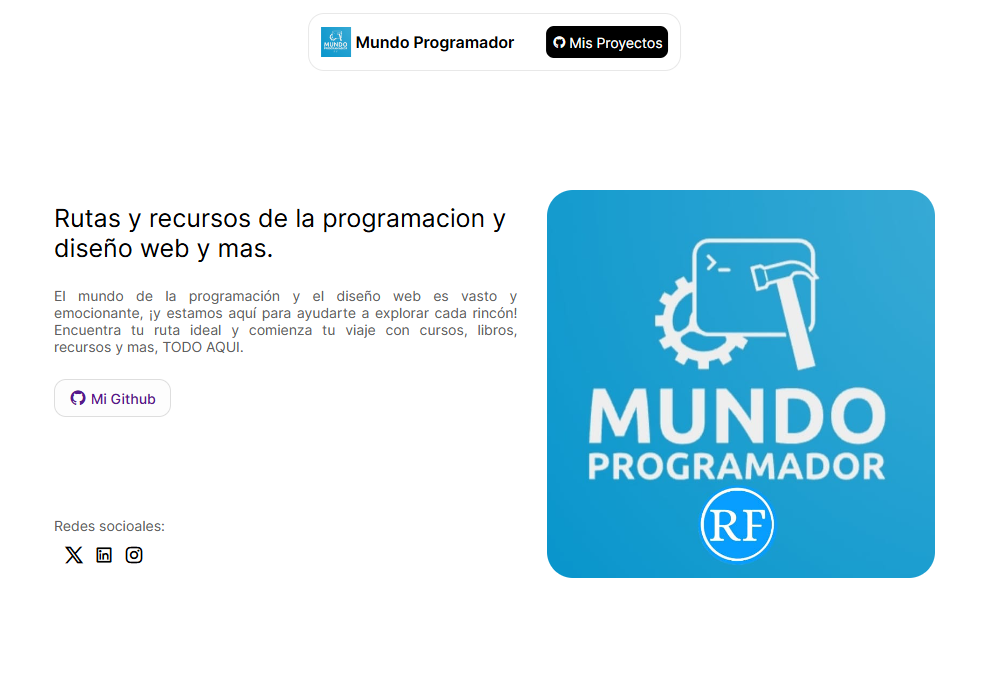 Mundo Programador
Mis Proyectos
Rutas y recursos de la programacion y
diseño web y mas.
El mundo de la programación y el diseño web es vasto y
emocionante, ¡y estamos aquí para ayudarte a explorar cada rincón!
Encuentra tu ruta ideal y comienza tu viaje con cursos, libros,
recursos y mas, TODO AQUI.
Mi Github
Redes socioales:
MUNDO
PROGRAMADOR
RF